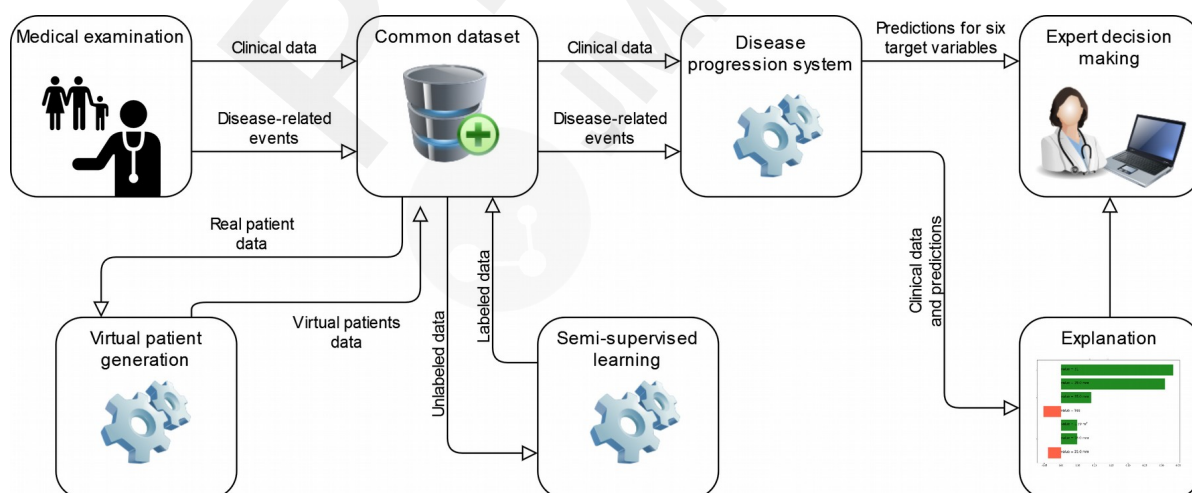 Medical examination
Clinical data
Disease-related
events
Common dataset
Clinical data
Disease-related
events
Disease
progression system
Predictions for six
target variables
Expert decision
making
Real patient
data
Virtual patients
data
Unlabeled data
Labeled data
Clinical data
and predictions
Virtual patient
generation
Semi-supervised
learning
Explanation